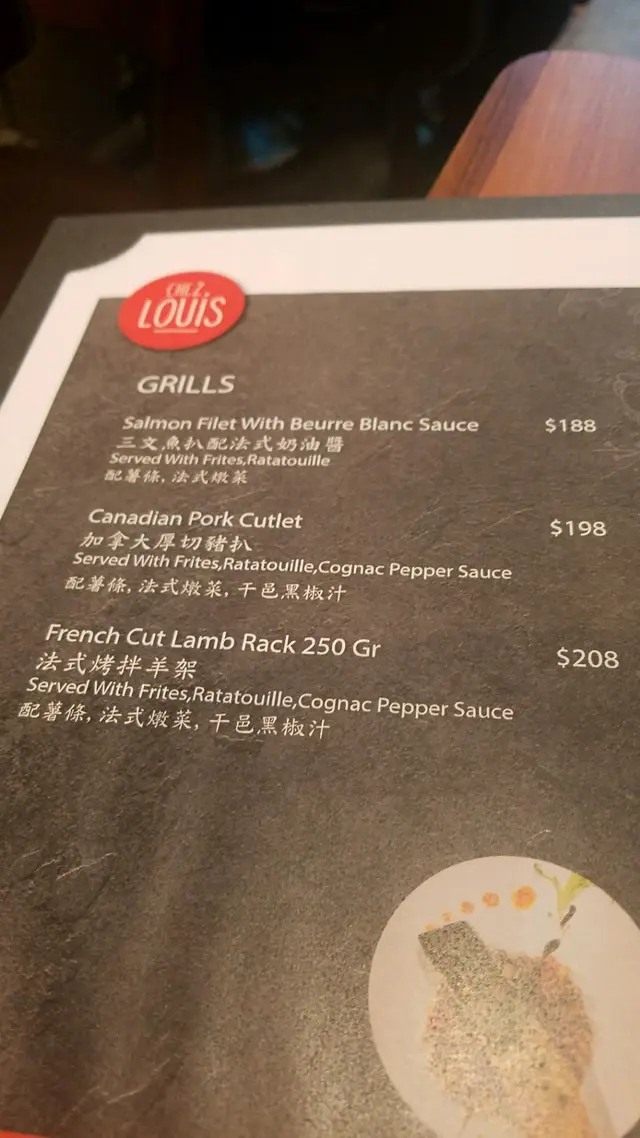 CHEZ
LOUiS
GRILLS
Salmon Filet With Beurre Blanc Sauce $188
三文魚扒配法式奶油醬
Served With Frites,Ratatouille
配薯條, 法式燉菜
Canadian Pork Cutlet $198
加拿大厚切豬扒
Served With Frites,Ratatouille,Cognac Pepper Sauce
配薯條, 法式燉菜, 干邑黑椒汁
French Cut Lamb Rack 250 Gr $208
法式烤拌羊架
Served With Frites,Ratatouille,Cognac Pepper Sauce
配薯條, 法式燉菜, 干邑黑椒汁